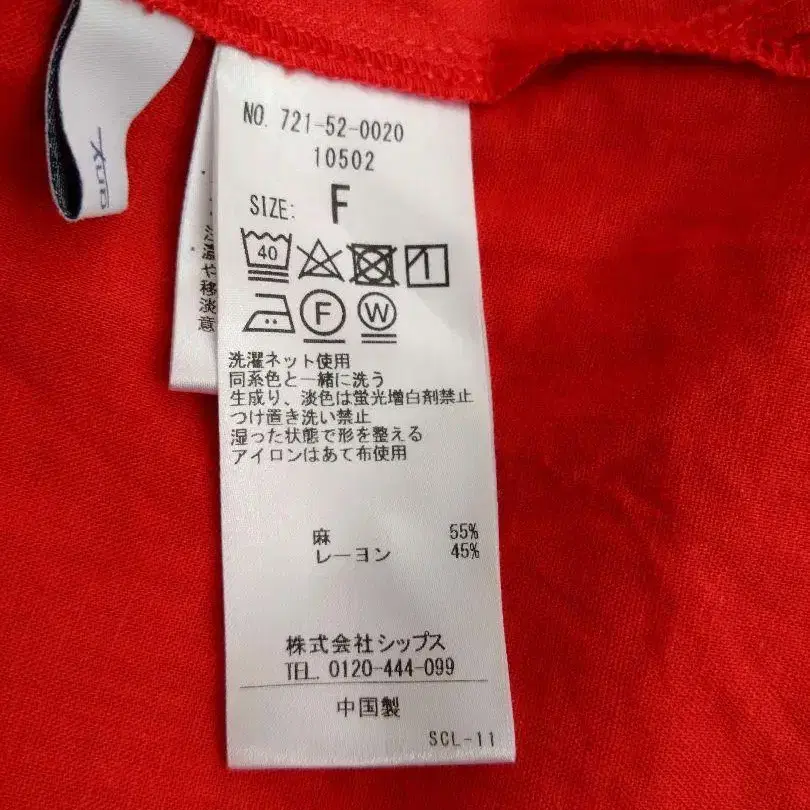 NO. 721-52-0020
10502
SIZE: F
40
F W
洗濯ネット使用
同系色と一緒に洗う
生成り、淡色は蛍光増白剤禁止
つけ置き洗い禁止
湿った状態で形を整える
アイロンはあて布使用
麻 55%
レーヨン 45%
株式会社シップス
TEL. 0120-444-099
中国製
SCL-11